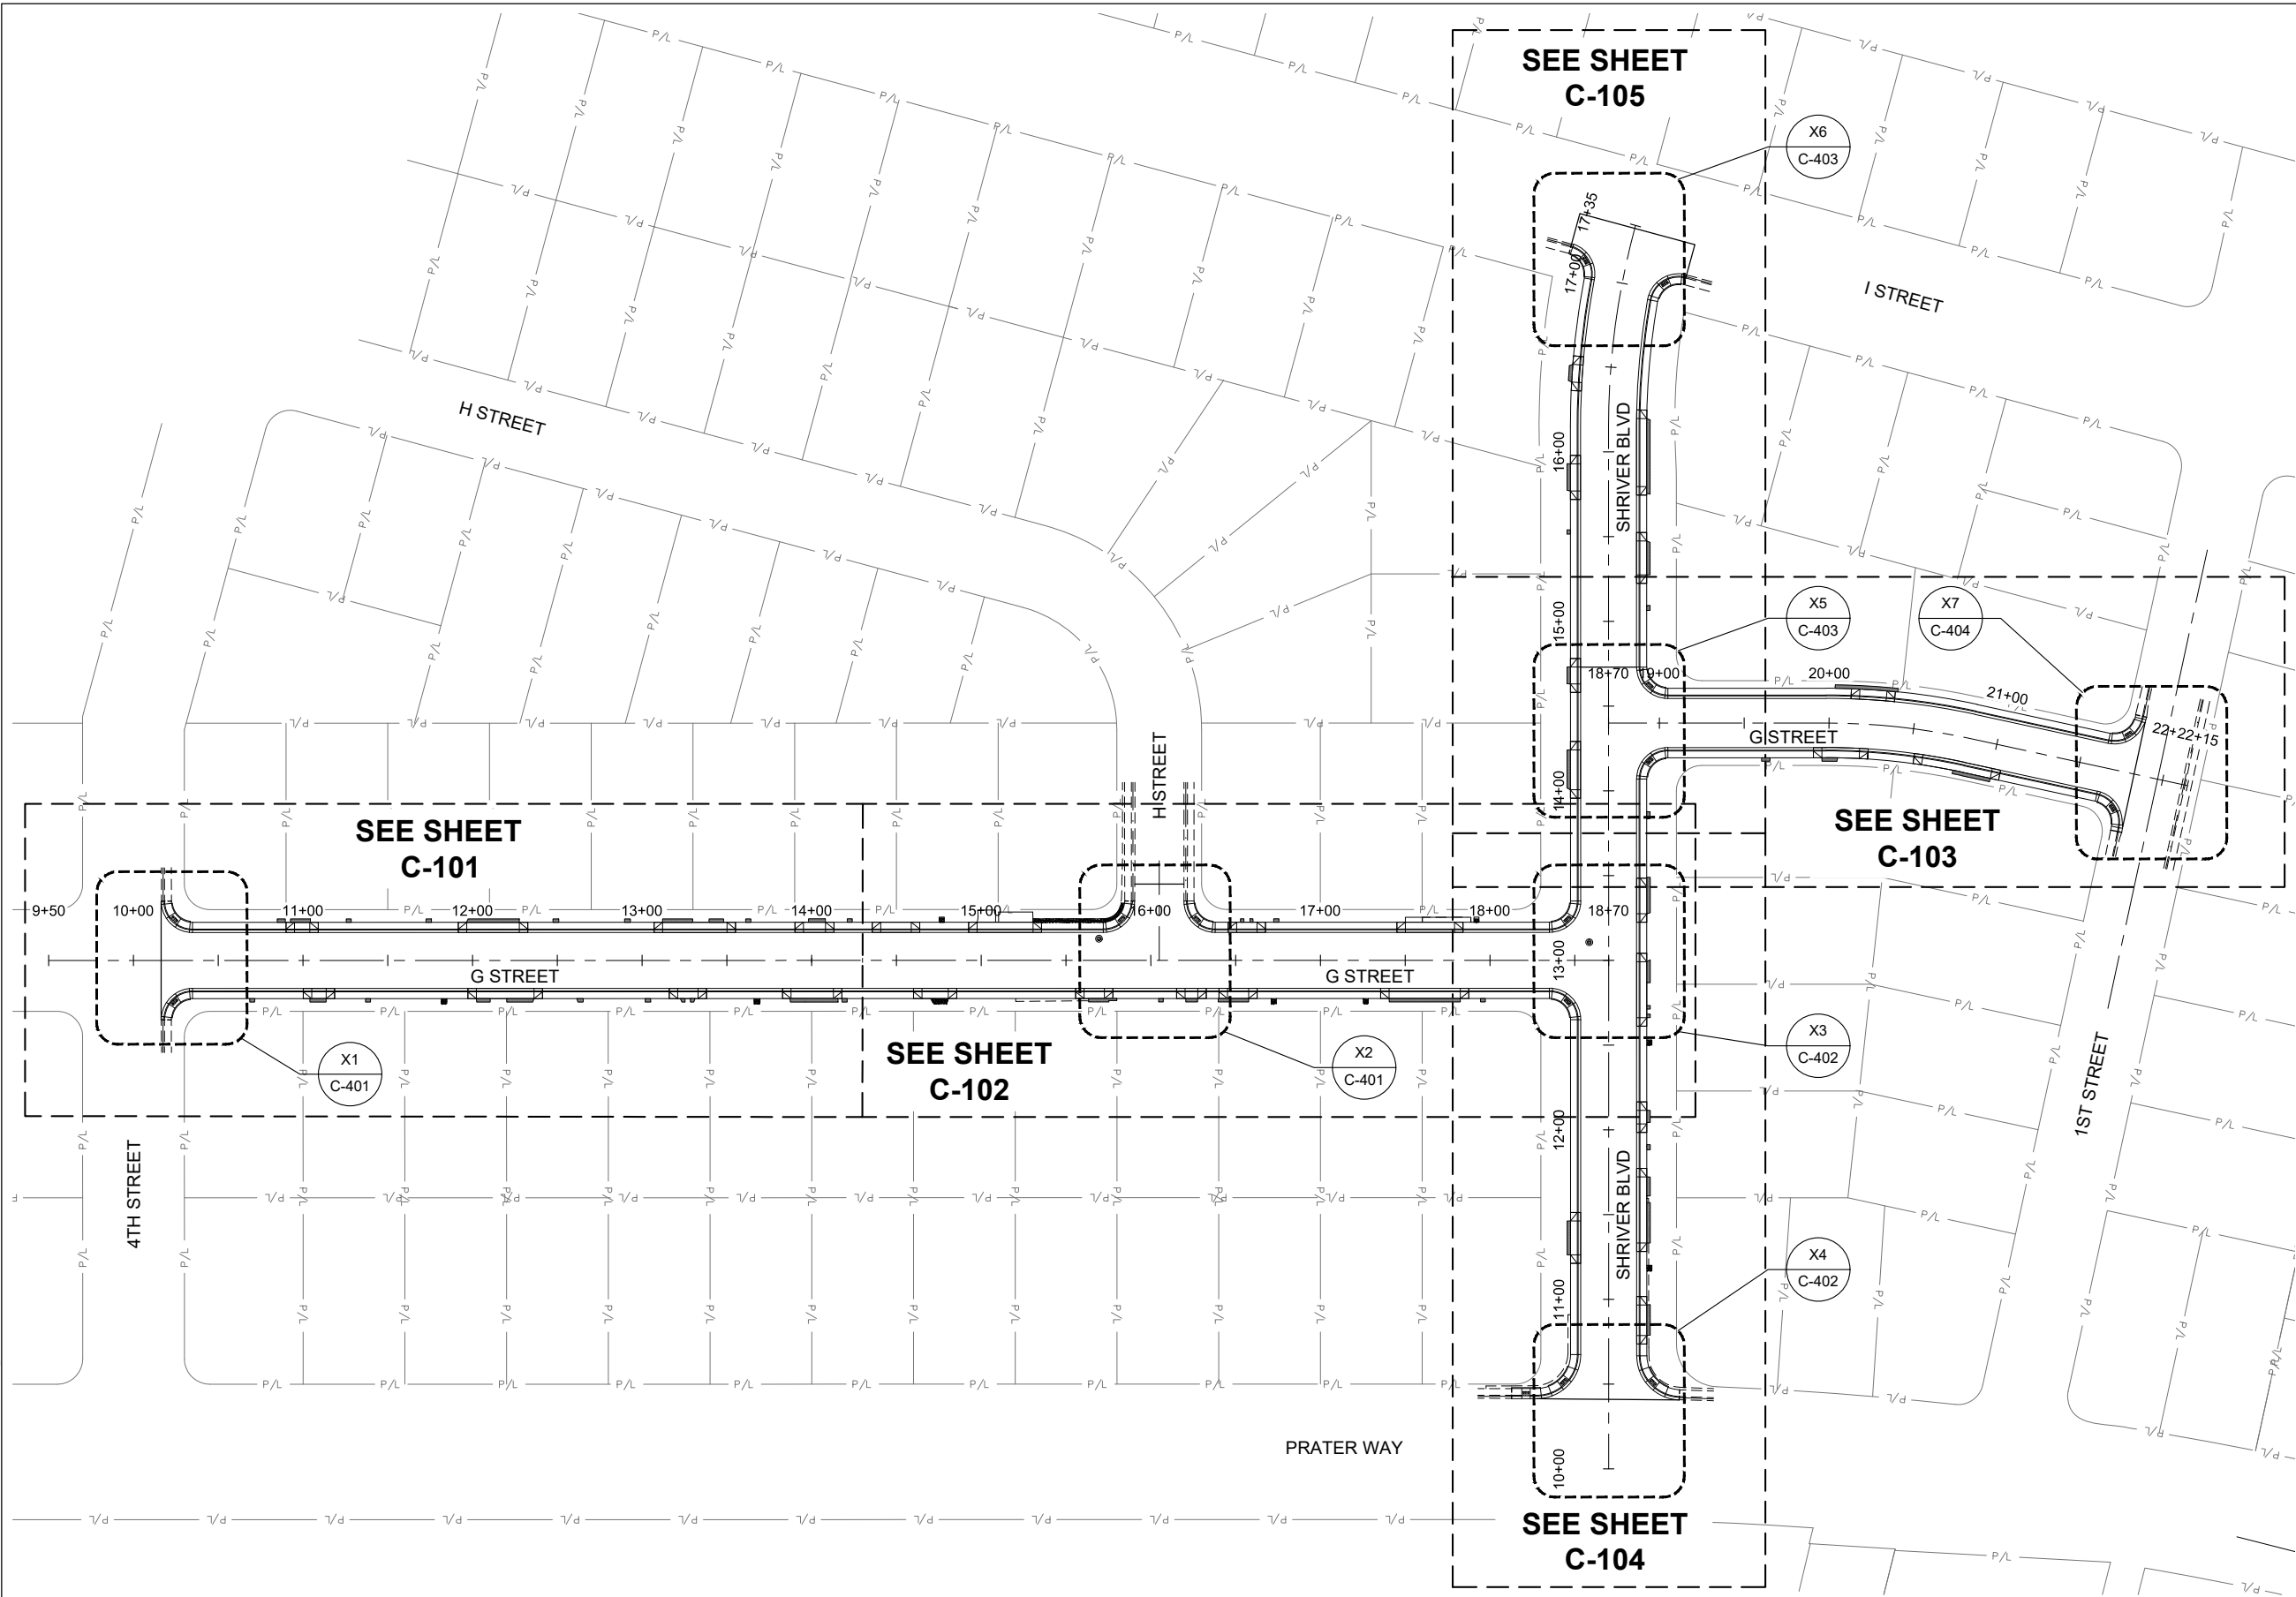 SEE SHEET
C-105
X6
C-403
17+35
17+00
I STREET
H STREET
16+00
SHRIVER BLVD
X5
C-403
X7
C-404
15+00
18+70
19+00
20+00
21+00
G STREET
22+22+15
H STREET
14+00
SEE SHEET
C-101
SEE SHEET
C-103
9+50
10+00
11+00
12+00
13+00
14+00
15+00
16+00
17+00
18+00
18+70
13+00
G STREET
G STREET
X1
C-401
SEE SHEET
C-102
X2
C-401
X3
C-402
1ST STREET
12+00
4TH STREET
SHRIVER BLVD
X4
C-402
11+00
PRATER WAY
10+00
SEE SHEET
C-104
P/L